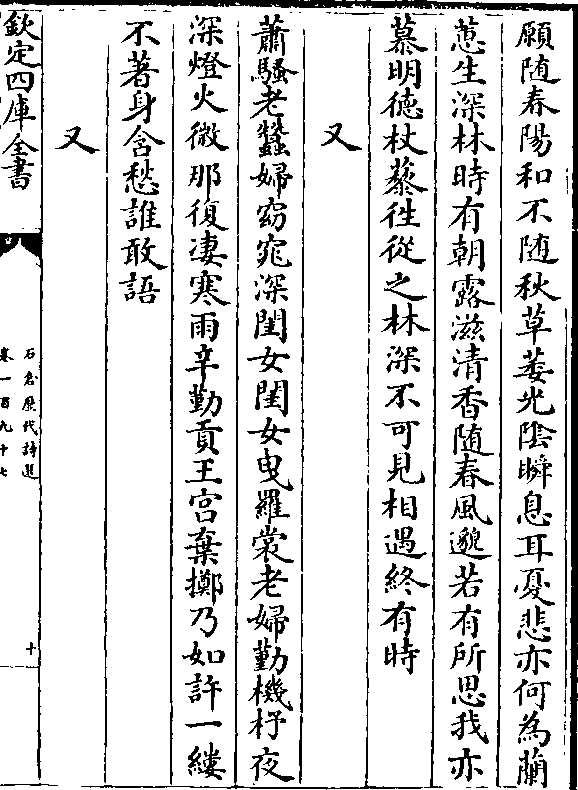 願随春陽和不随秋草萎光陰瞬息耳憂悲亦何為蘭
蕙生深林時有朝露滋清香随春風邈若有所思我亦
慕明德杖藜徃從之林深不可見相遇終有時
又
蕭騷老蠶婦窈窕深閨女閨女曵羅裳老婦勤機杼夜
深燈火微那復凄寒雨辛勤貢王宫棄擲乃如許一縷
不著身含愁誰敢語
又
欽定四庫全書
石倉歴代詩選
卷一百九十七
十